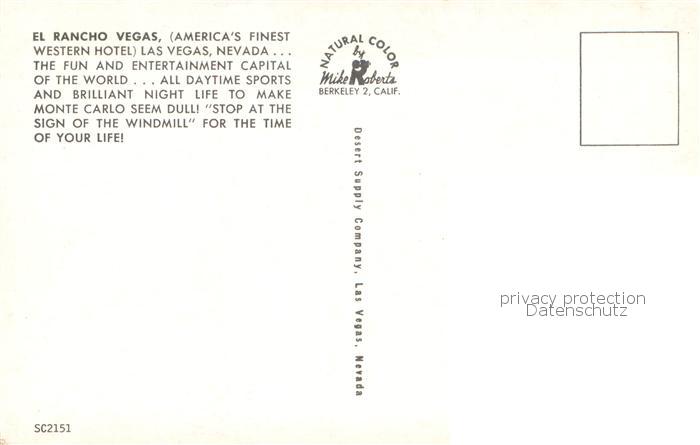 EL RANCHO VEGAS, (AMERICA'S FINEST
WESTERN HOTEL) LAS VEGAS, NEVADA . . .
THE FUN AND ENTERTAINMENT CAPITAL
OF THE WORLD . . . ALL DAYTIME SPORTS
AND BRILLIANT NIGHT LIFE TO MAKE
MONTE CARLO SEEM DULL! "STOP AT THE
SIGN OF THE WINDMILL" FOR THE TIME
OF YOUR LIFE!
NATURAL COLOR
by
Mike Roberts
BERKELEY 2, CALIF.
Desert Supply Company, Las Vegas, Nevada
privacy protection
Datenschutz
SC2151